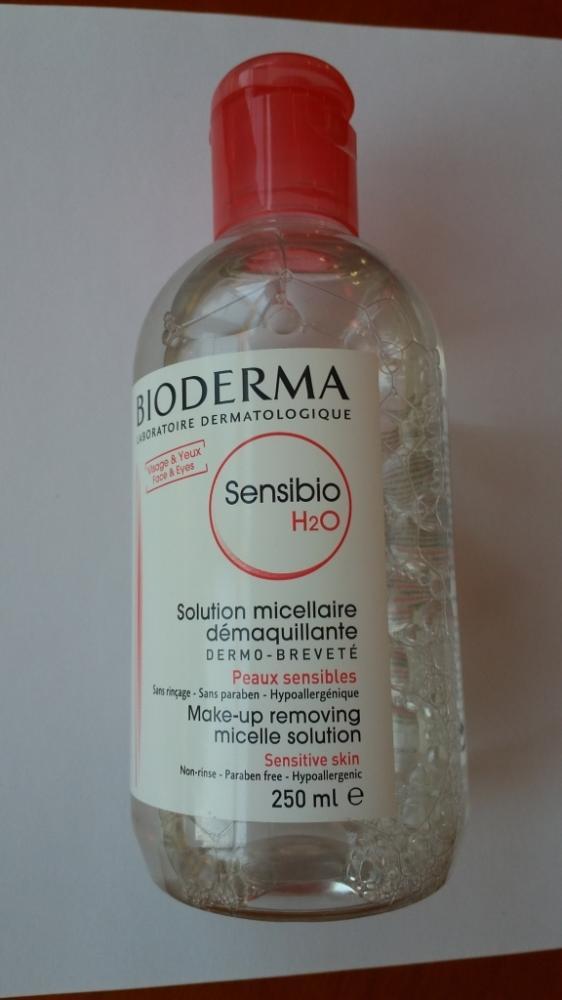 BIODERMA
LABORATOIRE DERMATOLOGIQUE
Visage & Yeux
Face & Eyes
Sensibio
H2O
Solution micellaire
démaquillante
DERMO-BREVETÉ
Peaux sensibles
Sans rinçage - Sans paraben - Hypoallergénique
Make-up removing
micelle solution
Sensitive skin
Non-rinse - Paraben free - Hypoallergenic
250 ml e